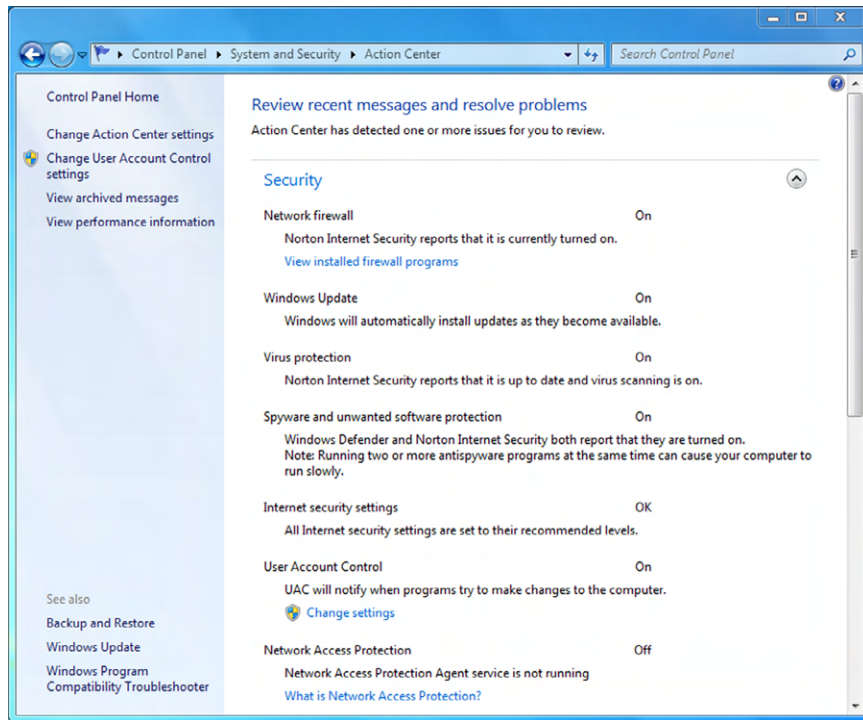 Control Panel System and Security Action Center
Search Control Panel
Control Panel Home
Change Action Center settings
Change User Account Control
settings
View archived messages
View performance information
See also
Backup and Restore
Windows Update
Windows Program
Compatibility Troubleshooter
Review recent messages and resolve problems
Action Center has detected one or more issues for you to review.
Security
Network firewall On
Norton Internet Security reports that it is currently turned on.
View installed firewall programs
Windows Update On
Windows will automatically install updates as they become available.
Virus protection On
Norton Internet Security reports that it is up to date and virus scanning is on.
Spyware and unwanted software protection On
Windows Defender and Norton Internet Security both report that they are turned on.
Note: Running two or more antispyware programs at the same time can cause your computer to
run slowly.
Internet security settings OK
All Internet security settings are set to their recommended levels.
User Account Control On
UAC will notify when programs try to make changes to the computer.
Change settings
Network Access Protection Off
Network Access Protection Agent service is not running
What is Network Access Protection?